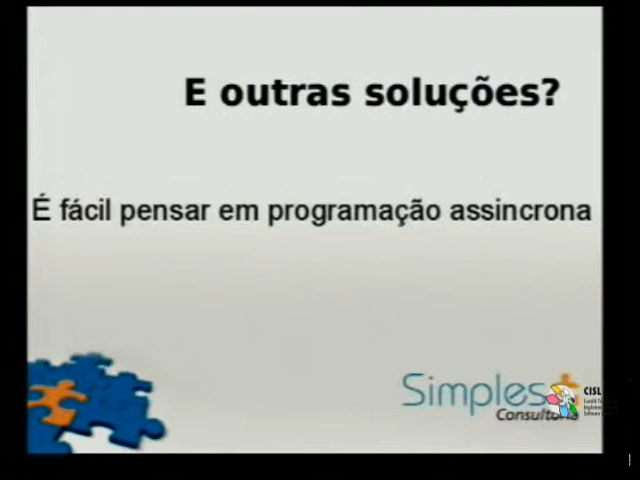 E outras soluções?
É fácil pensar em programação assincrona
Simples
Consultoria
CISL